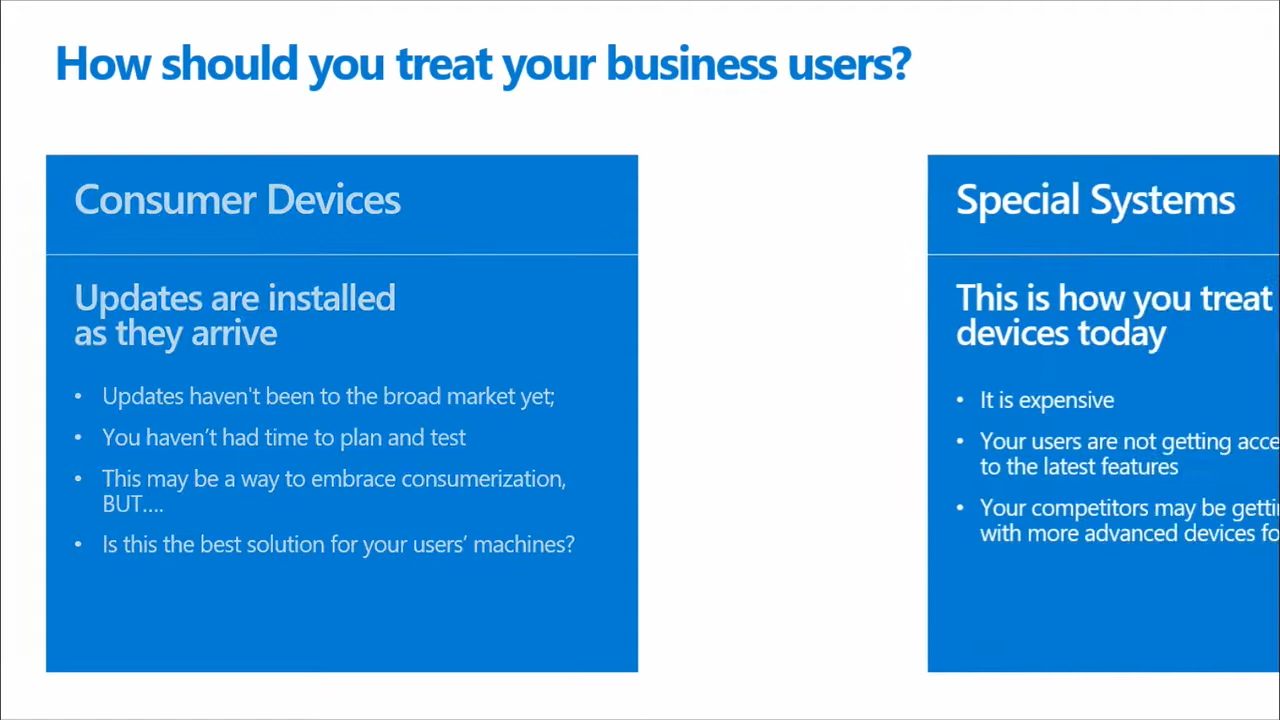 How should you treat your business users?
Consumer Devices
Updates are installed
as they arrive
• Updates haven't been to the broad market yet;
• You haven’t had time to plan and test
• This may be a way to embrace consumerization,
BUT....
• Is this the best solution for your users’ machines?
Special Systems
This is how you treat
devices today
• It is expensive
• Your users are not getting
to the latest features
• Your competitors may be
with more advanced devices